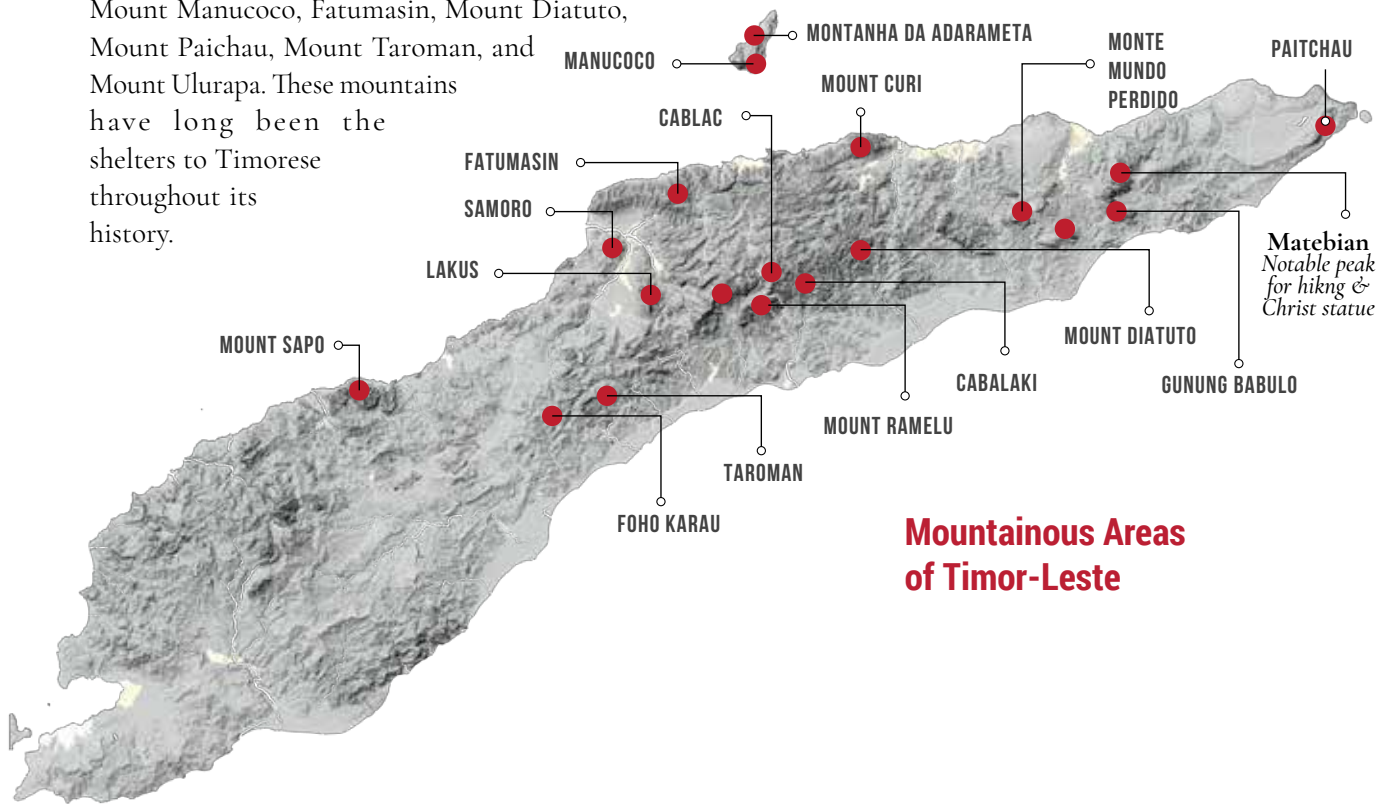 Mount Manucoco, Fatumasin, Mount Diatuto,
Mount Paichau, Mount Taroman, and
Mount Ulurapa. These mountains
have long been the
shelters to Timorese
throughout its
history.
MONTANHA DA ADARAMETA
MANUCOCO
MOUNT CURI
MONTE
MUNDO
PERDIDO
PAITCHAU
CABLAC
FATUMASIN
SAMORO
LAKUS
MOUNT SAPO
Matebian
Notable peak
for hikng &
Christ statue
MOUNT DIATUTO
CABALAKI
GUNUNG BABULO
MOUNT RAMELU
TAROMAN
FOHO KARAU
Mountainous Areas
of Timor-Leste